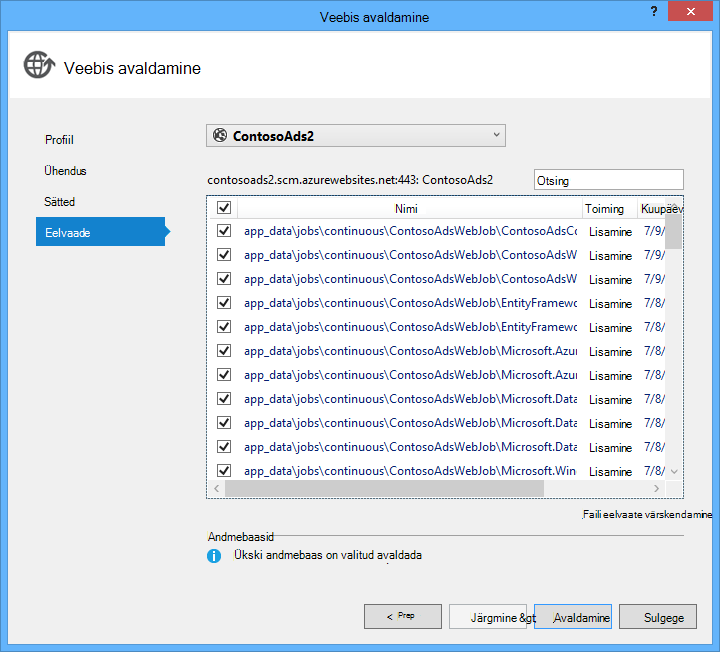 Veebis avaldamine
?
Veebis avaldamine
Profiil
Ühendus
Sätted
Eelvaade
ContosoAds2
contosoads2.scm.azurewebsites.net:443: ContosoAds2
Otsing
Nimi Toiming Kuupäev
app_data\jobs\continuous\ContosoAdsWebJob\ContosoAdsCo Lisamine 7/9/
app_data\jobs\continuous\ContosoAdsWebJob\ContosoAdsW Lisamine 7/9/
app_data\jobs\continuous\ContosoAdsWebJob\ContosoAdsW Lisamine 7/9/
app_data\jobs\continuous\ContosoAdsWebJob\EntityFramewo Lisamine 7/8/
app_data\jobs\continuous\ContosoAdsWebJob\EntityFramewo Lisamine 7/8/
app_data\jobs\continuous\ContosoAdsWebJob\Microsoft.Azur Lisamine 7/8/
app_data\jobs\continuous\ContosoAdsWebJob\Microsoft.Azur Lisamine 7/8/
app_data\jobs\continuous\ContosoAdsWebJob\Microsoft.Data Lisamine 7/8/
app_data\jobs\continuous\ContosoAdsWebJob\Microsoft.Data Lisamine 7/8/
app_data\jobs\continuous\ContosoAdsWebJob\Microsoft.Data Lisamine 7/8/
app_data\jobs\continuous\ContosoAdsWebJob\Microsoft.Win Lisamine 7/8/
Faili eelvaate värskendamine
Andmebaasid
Ükski andmebaas on valitud avaldada
< Prep
Järgmine &gt
Avaldamine
Sulgege